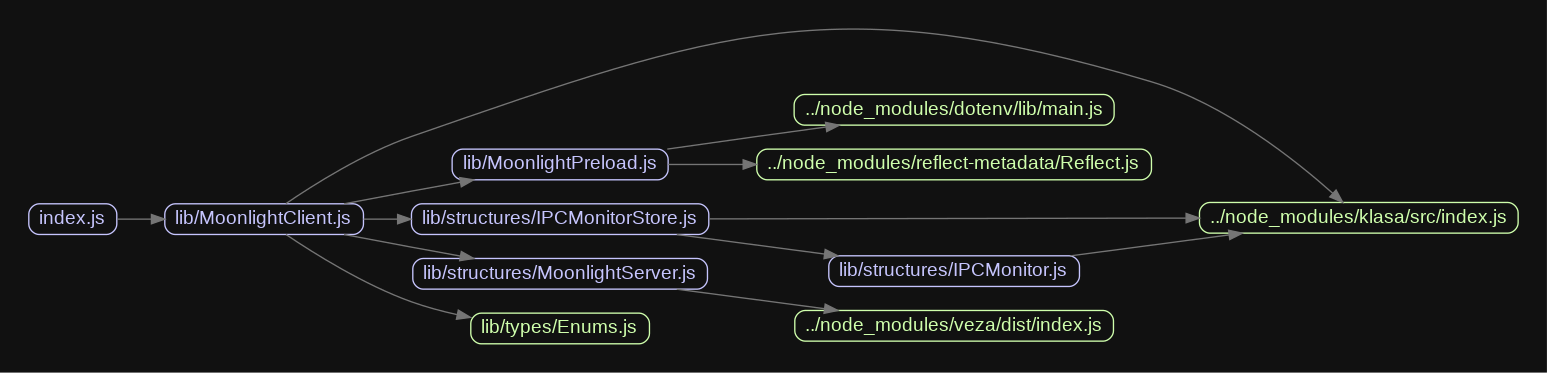 ../node_modules/dotenv/lib/main.js
lib/MoonlightPreload.js
../node_modules/reflect-metadata/Reflect.js
index.js
lib/MoonlightClient.js
lib/structures/IPCMonitorStore.js
../node_modules/klasa/src/index.js
lib/structures/MoonlightServer.js
lib/structures/IPCMonitor.js
lib/types/Enums.js
../node_modules/veza/dist/index.js